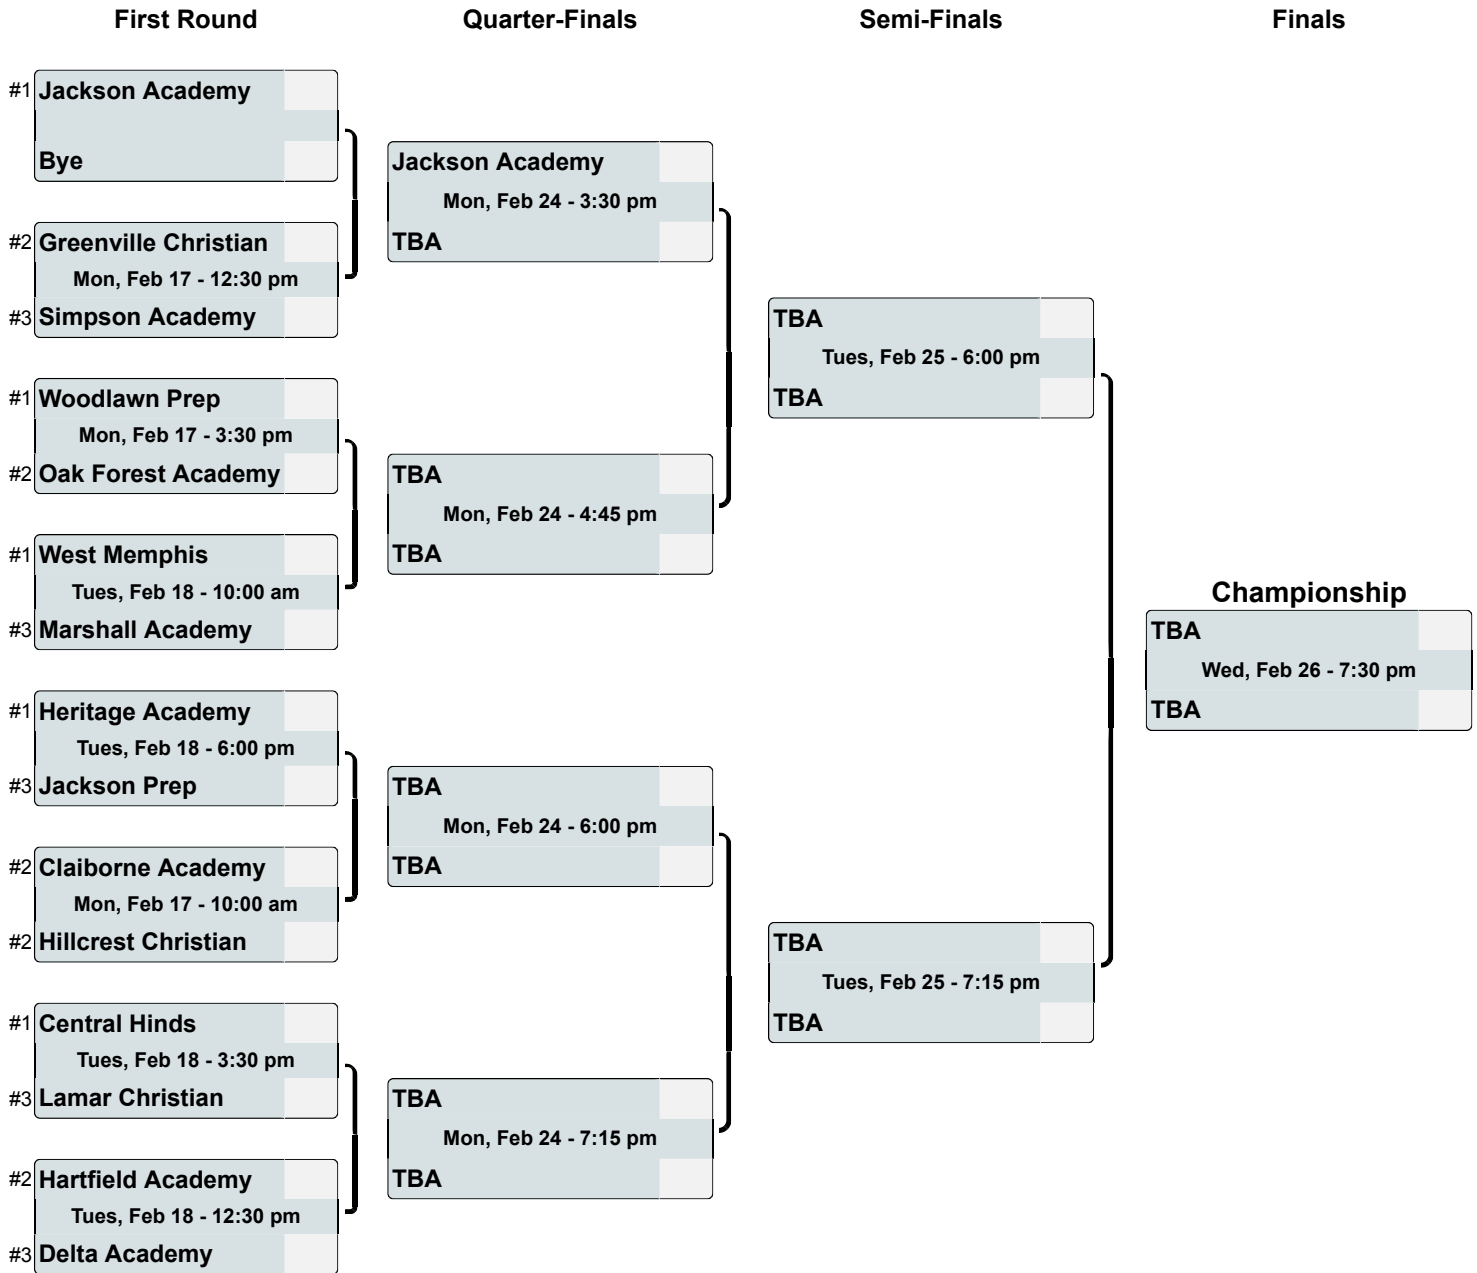 First Round Quarter-Finals Semi-Finals Finals
#1 Jackson Academy
Bye
#2 Greenville Christian
Mon, Feb 17 - 12:30 pm
#3 Simpson Academy
#1 Woodlawn Prep
Mon, Feb 17 - 3:30 pm
#2 Oak Forest Academy
#1 West Memphis
Tues, Feb 18 - 10:00 am
#3 Marshall Academy
#1 Heritage Academy
Tues, Feb 18 - 6:00 pm
#3 Jackson Prep
#2 Claiborne Academy
Mon, Feb 17 - 10:00 am
#2 Hillcrest Christian
#1 Central Hinds
Tues, Feb 18 - 3:30 pm
#3 Lamar Christian
#2 Hartfield Academy
Tues, Feb 18 - 12:30 pm
#3 Delta Academy
Jackson Academy
Mon, Feb 24 - 3:30 pm
TBA
TBA
Mon, Feb 24 - 4:45 pm
TBA
TBA
Mon, Feb 24 - 6:00 pm
TBA
TBA
Mon, Feb 24 - 7:15 pm
TBA
TBA
Tues, Feb 25 - 6:00 pm
TBA
TBA
Tues, Feb 25 - 7:15 pm
TBA
Championship
TBA
Wed, Feb 26 - 7:30 pm
TBA